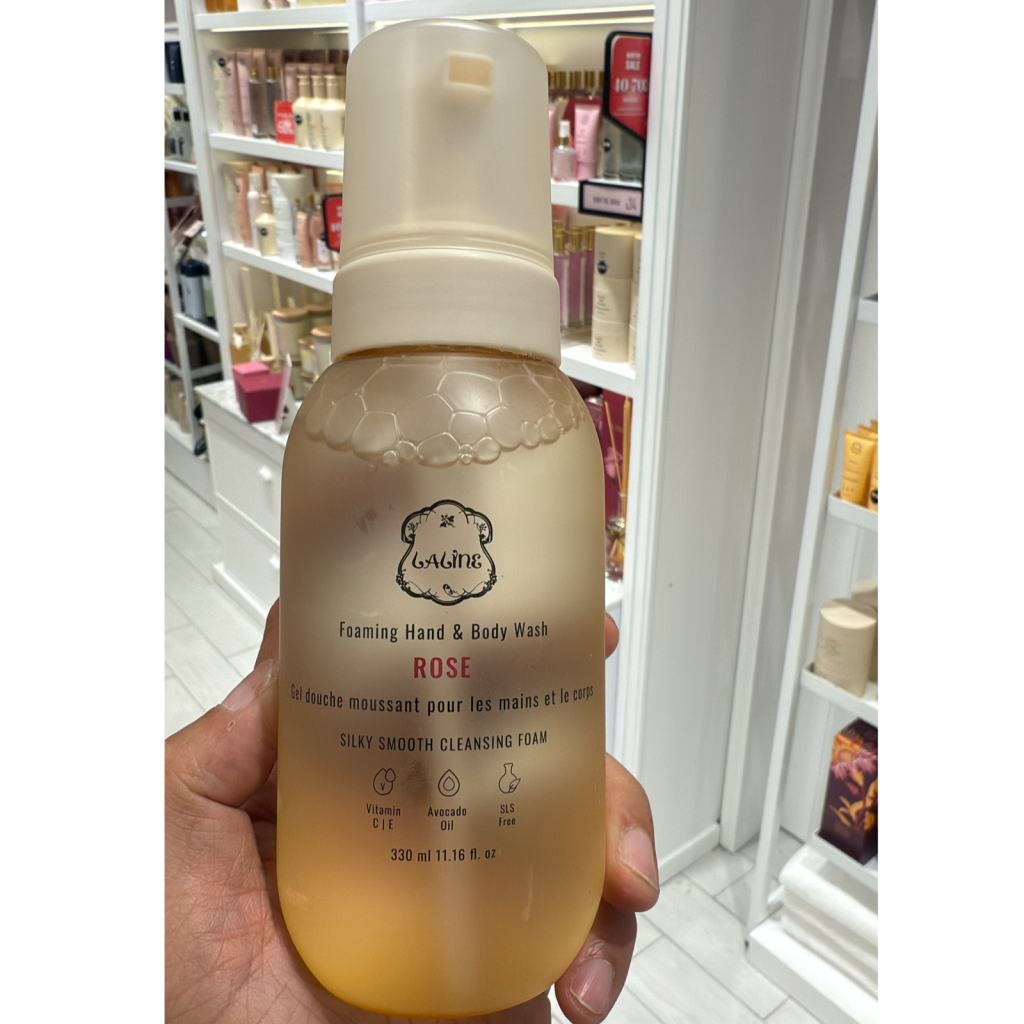 SALE
LALINE
Foaming Hand & Body Wash
ROSE
Gel douche moussant pour les mains et le corps
SILKY SMOOTH CLEANSING FOAM
Vitamin
C | E
Avocado
Oil
SLS
Free
330 ml 11.16 fl. oz